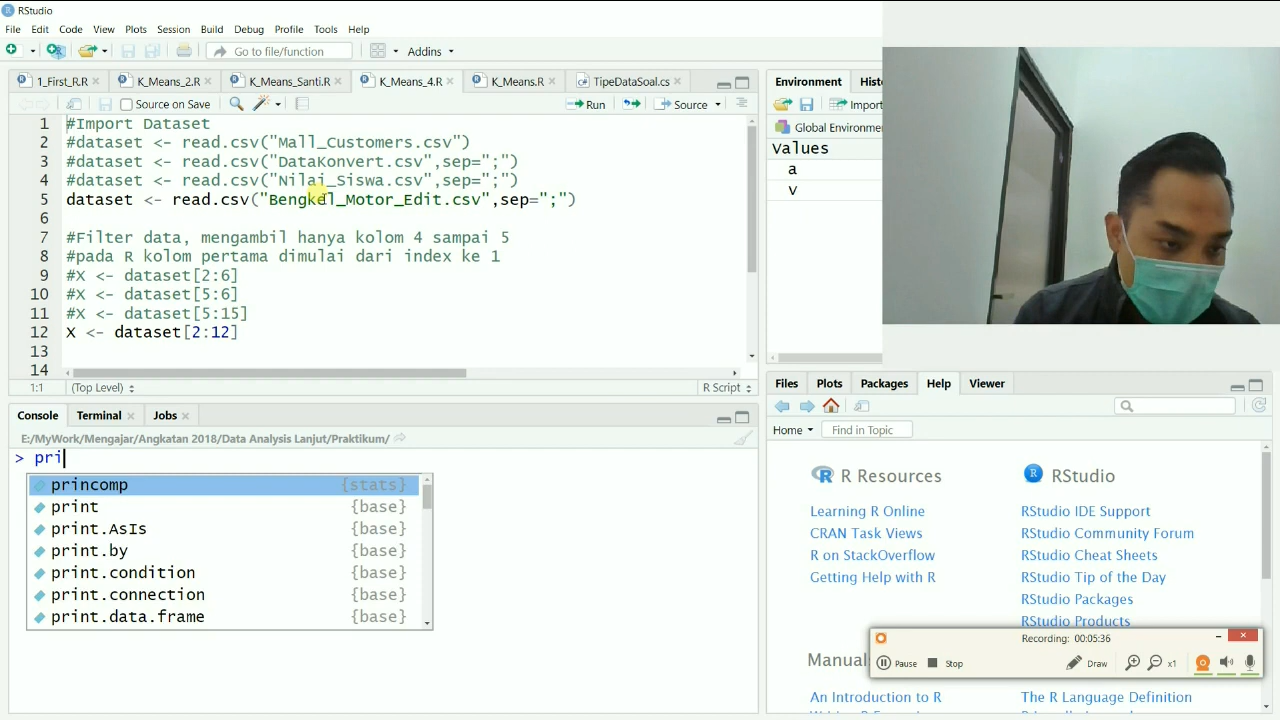 RStudio
File Edit Code View Plots Session Build Debug Profile Tools Help
Go to file/function Addins
1_First_R.R K_Means_2.R K_Means_Santi.R K_Means_4.R K_Means.R TipeDataSoal.cs
Source on Save Run Source
1 #Import Dataset
2 #dataset <- read.csv("Mall_Customers.csv")
3 #dataset <- read.csv("DataKonvert.csv",sep=";")
4 #dataset <- read.csv("Nilai_Siswa.csv",sep=";")
5 dataset <- read.csv("Bengkel_Motor_Edit.csv",sep=";")
6
7 #Filter data, mengambil hanya kolom 4 sampai 5
8 #pada R kolom pertama dimulai dari index ke 1
9 #X <- dataset[2:6]
10 #X <- dataset[5:6]
11 #X <- dataset[5:15]
12 X <- dataset[2:12]
13
14
1:1 (Top Level) R Script
Console Terminal Jobs
E:/MyWork/Mengajar/Angkatan 2018/Data Analysis Lanjut/Praktikum/
> pri
princomp {stats}
print {base}
print.AsIs {base}
print.by {base}
print.condition {base}
print.connection {base}
print.data.frame {base}
Environment
Import
Global
Values
a
v
Files Plots Packages Help Viewer
Home Find in Topic
R Resources
Learning R Online
CRAN Task Views
R on StackOverflow
Getting Help with R
RStudio
RStudio IDE Support
RStudio Community Forum
RStudio Cheat Sheets
RStudio Tip of the Day
RStudio Packages
RStudio Products
Recording: 00:05:36
Pause Stop Draw x1
An Introduction to R
The R Language Definition